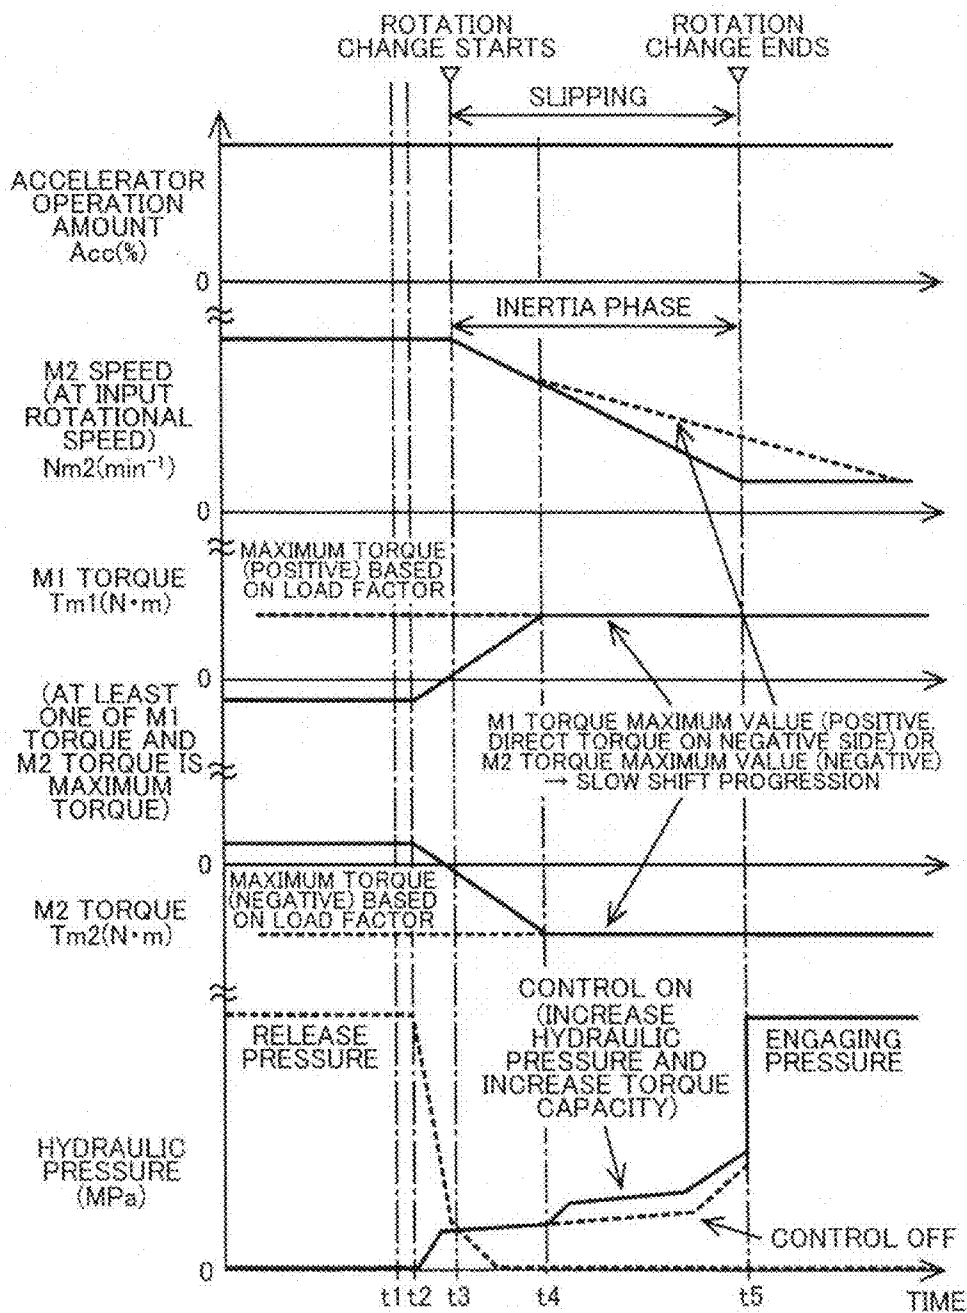 ROTATION
CHANGE STARTS
ROTATION
CHANGE ENDS
SLIPPING
ACCELERATOR
OPERATION
AMOUNT
Acc(%)
0
INERTIA PHASE
M2 SPEED
(AT INPUT
ROTATIONAL
SPEED)
Nm2(min⁻¹)
0
MAXIMUM TORQUE
(POSITIVE) BASED
ON LOAD FACTOR
M1 TORQUE
Tm1(N・m)
0
(AT LEAST
ONE OF M1
TORQUE AND
M2 TORQUE IS
MAXIMUM
TORQUE)
M1 TORQUE MAXIMUM VALUE (POSITIVE,
DIRECT TORQUE ON NEGATIVE SIDE) OR
M2 TORQUE MAXIMUM VALUE (NEGATIVE)
→ SLOW SHIFT PROGRESSION
0
MAXIMUM TORQUE
(NEGATIVE) BASED
ON LOAD FACTOR
M2 TORQUE
Tm2(N・m)
RELEASE
PRESSURE
CONTROL ON
(INCREASE
HYDRAULIC
PRESSURE AND
INCREASE TORQUE
CAPACITY)
ENGAGING
PRESSURE
HYDRAULIC
PRESSURE
(MPa)
CONTROL OFF
0
t1 t2 t3 t4 t5 TIME